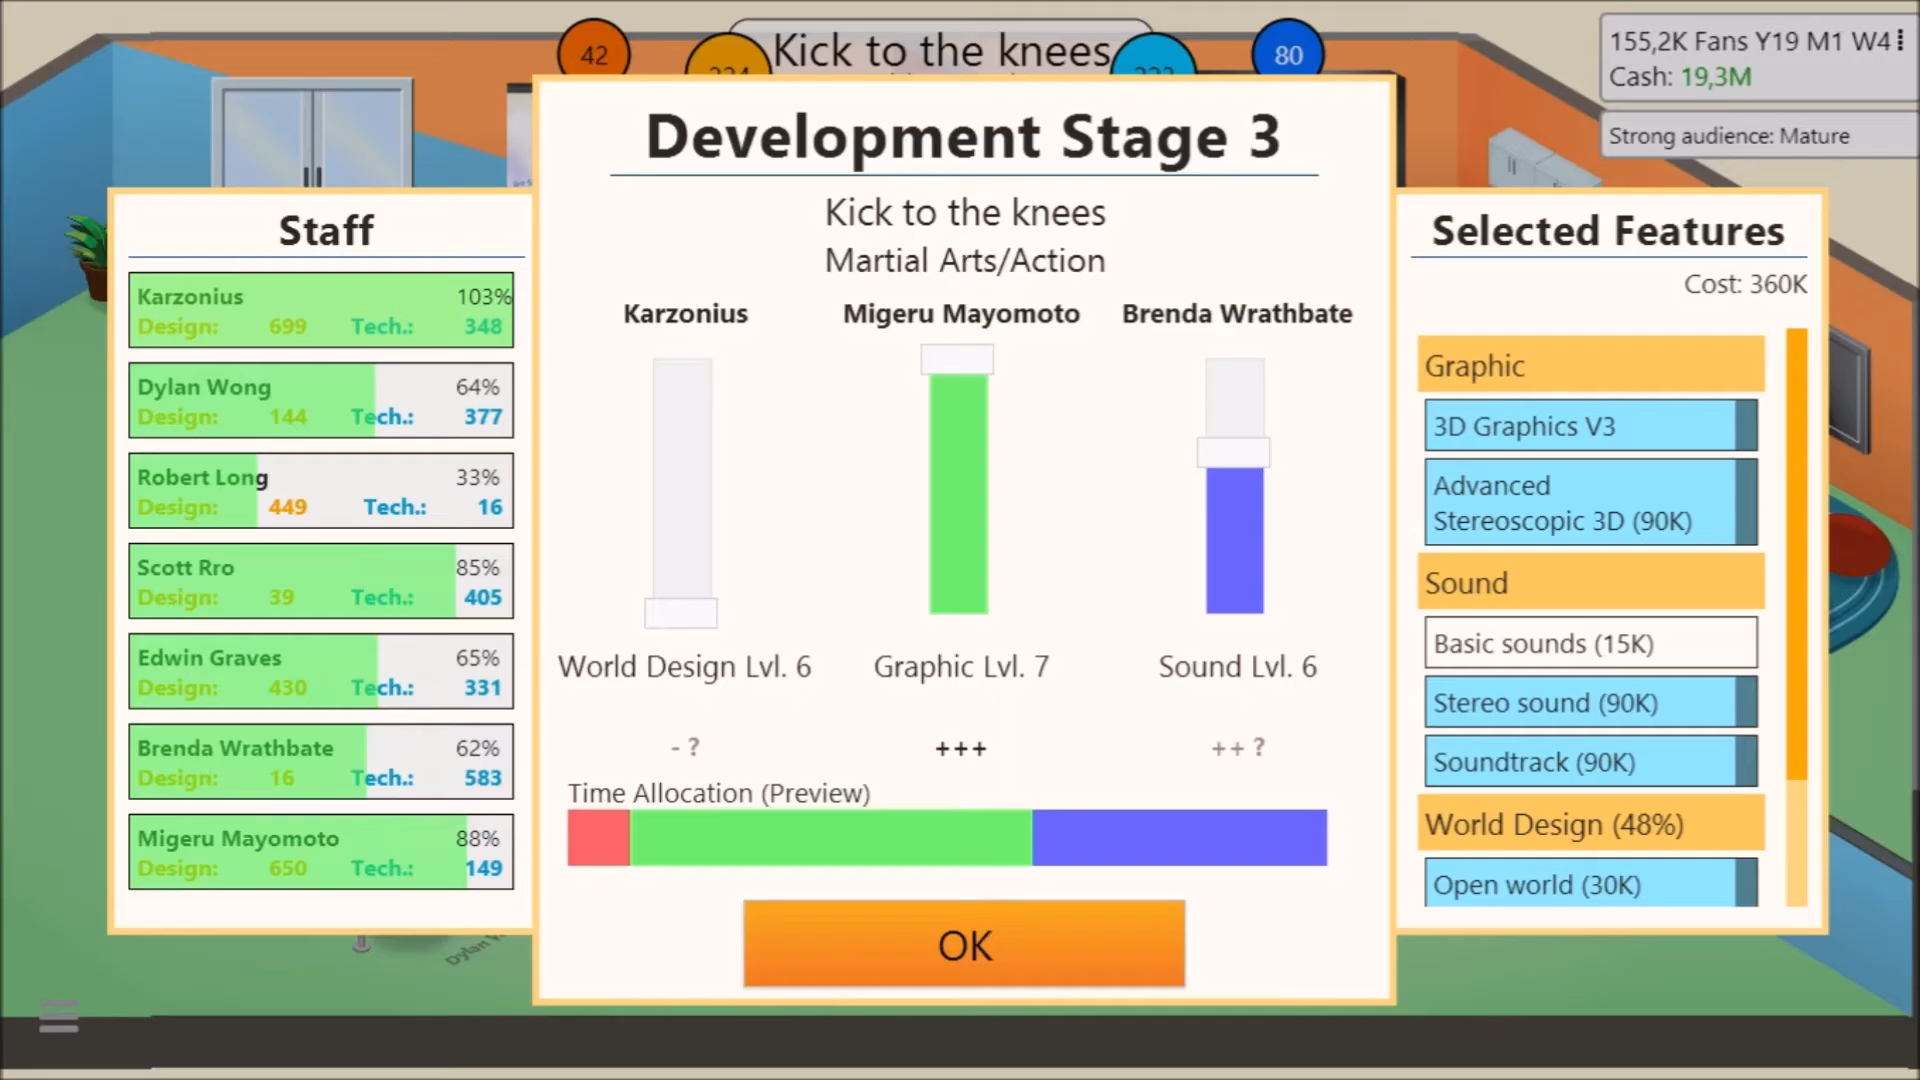 42
Kick to the knees
80
155,2K Fans Y19 M1 W4
Cash: 19,3M
Strong audience: Mature
Staff
Karzonius 103%
Design: 699 Tech.: 348
Dylan Wong 64%
Design: 144 Tech.: 377
Robert Long 33%
Design: 449 Tech.: 16
Scott Rro 85%
Design: 39 Tech.: 405
Edwin Graves 65%
Design: 430 Tech.: 331
Brenda Wrathbate 62%
Design: 16 Tech.: 583
Migeru Mayomoto 88%
Design: 650 Tech.: 149
Development Stage 3
Kick to the knees
Martial Arts/Action
Karzonius Migeru Mayomoto Brenda Wrathbate
World Design Lvl. 6 Graphic Lvl. 7 Sound Lvl. 6
- ? +++ ++ ?
Time Allocation (Preview)
OK
Selected Features
Cost: 360K
Graphic
3D Graphics V3
Advanced
Stereoscopic 3D (90K)
Sound
Basic sounds (15K)
Stereo sound (90K)
Soundtrack (90K)
World Design (48%)
Open world (30K)
Dylan